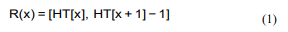 R(x) = [HT[x], HT[x + 1] − 1] (1)